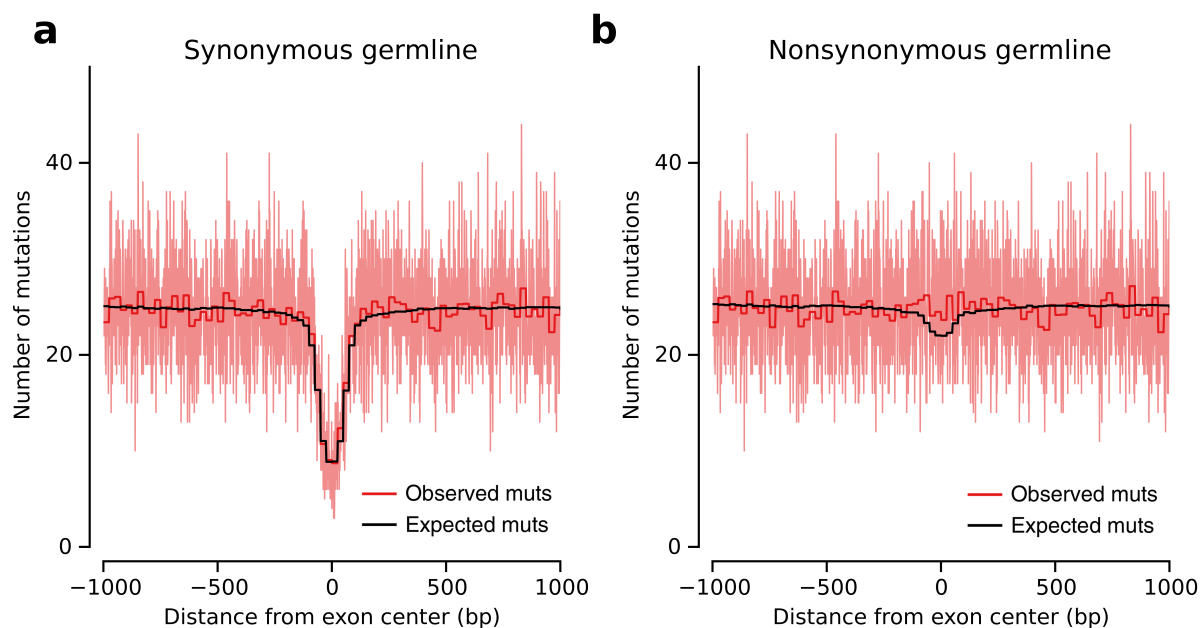 a
Synonymous germline
Number of mutations
40
20
0
Observed muts
Expected muts
−1000
−500
0
500
1000
Distance from exon center (bp)
b
Nonsynonymous germline
Number of mutations
40
20
0
Observed muts
Expected muts
−1000
−500
0
500
1000
Distance from exon center (bp)